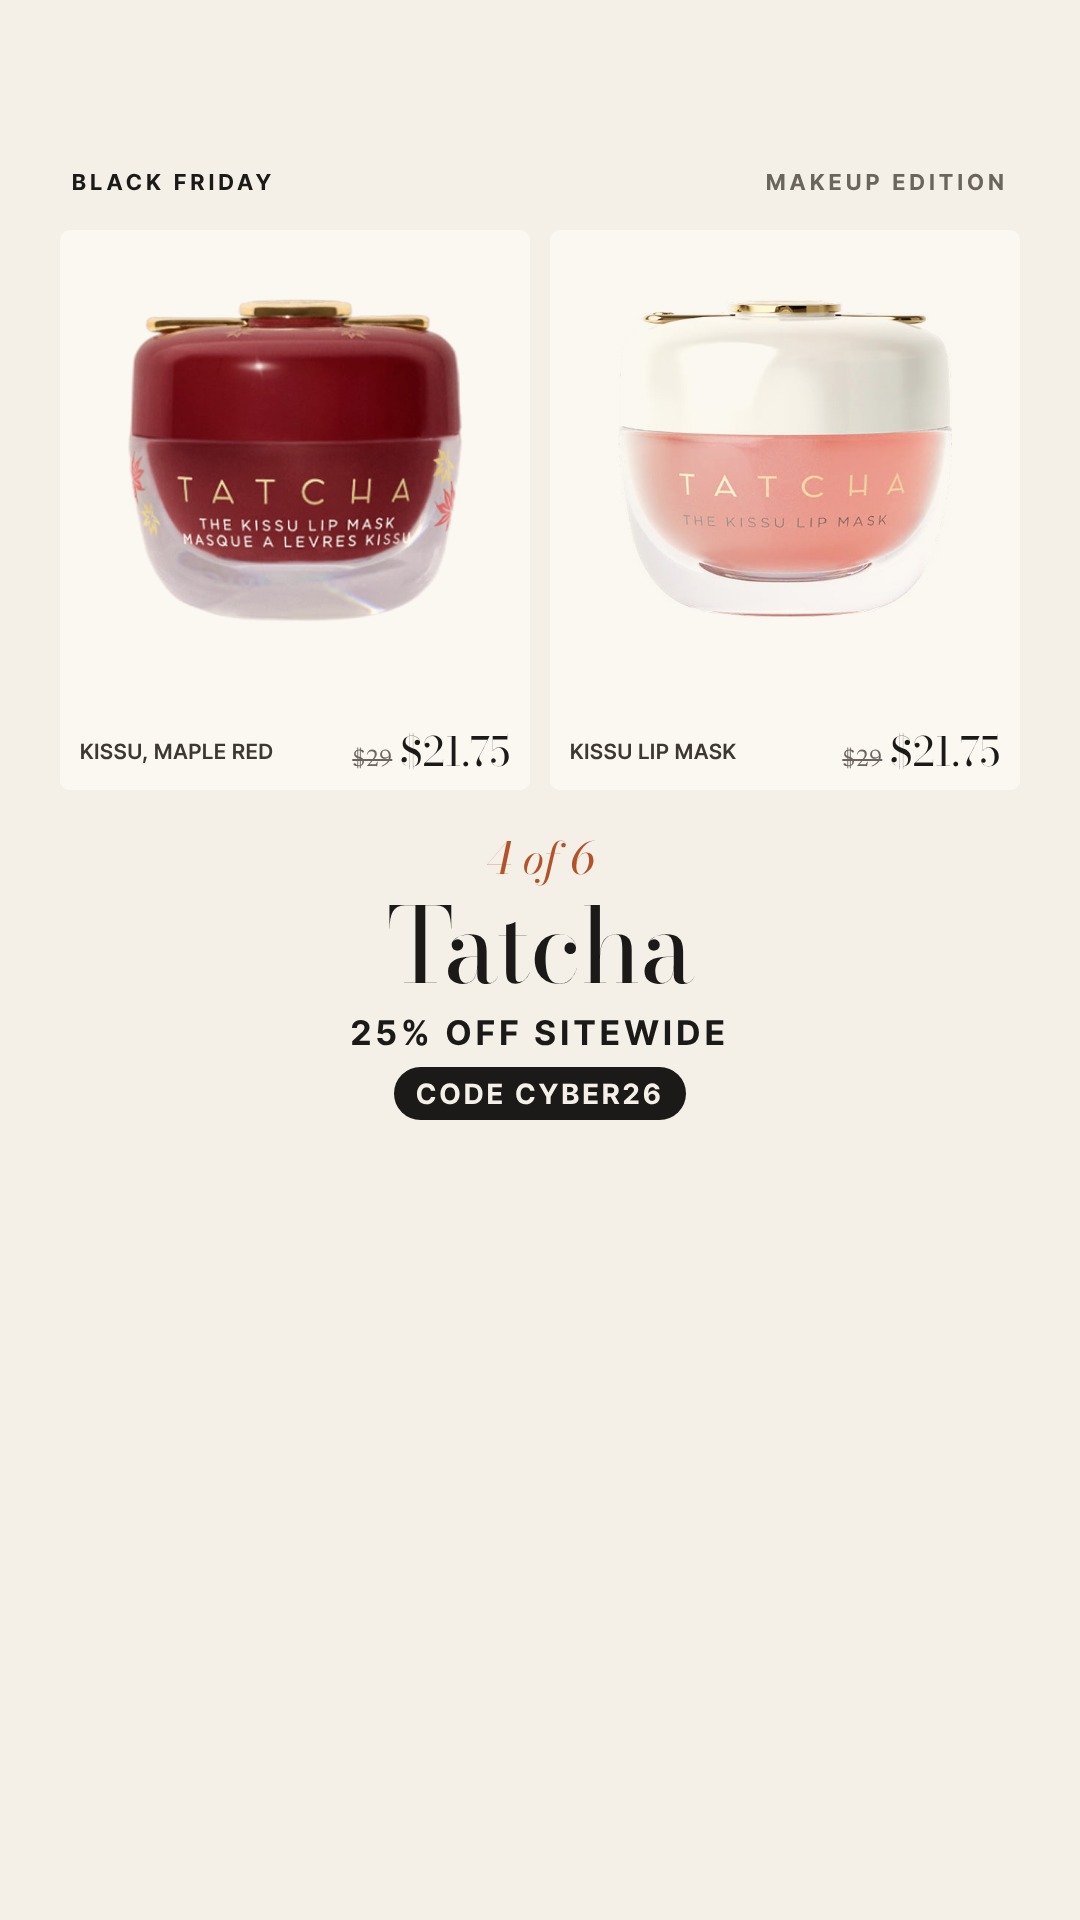 BLACK FRIDAY
MAKEUP EDITION
TATCHA
THE KISSU LIP MASK
MASQUE A LEVRES KISSU
TATCHA
THE KISSU LIP MASK
KISSU, MAPLE RED
$29 $21.75
KISSU LIP MASK
$29 $21.75
4 of 6
Tatcha
25% OFF SITEWIDE
CODE CYBER26